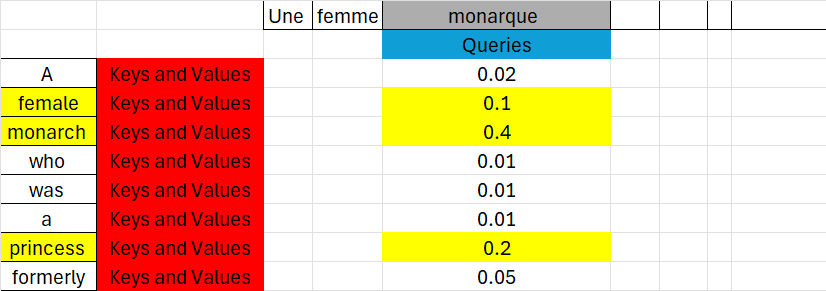 Une femme monarque
Queries
A Keys and Values 0.02
female Keys and Values 0.1
monarch Keys and Values 0.4
who Keys and Values 0.01
was Keys and Values 0.01
a Keys and Values 0.01
princess Keys and Values 0.2
formerly Keys and Values 0.05